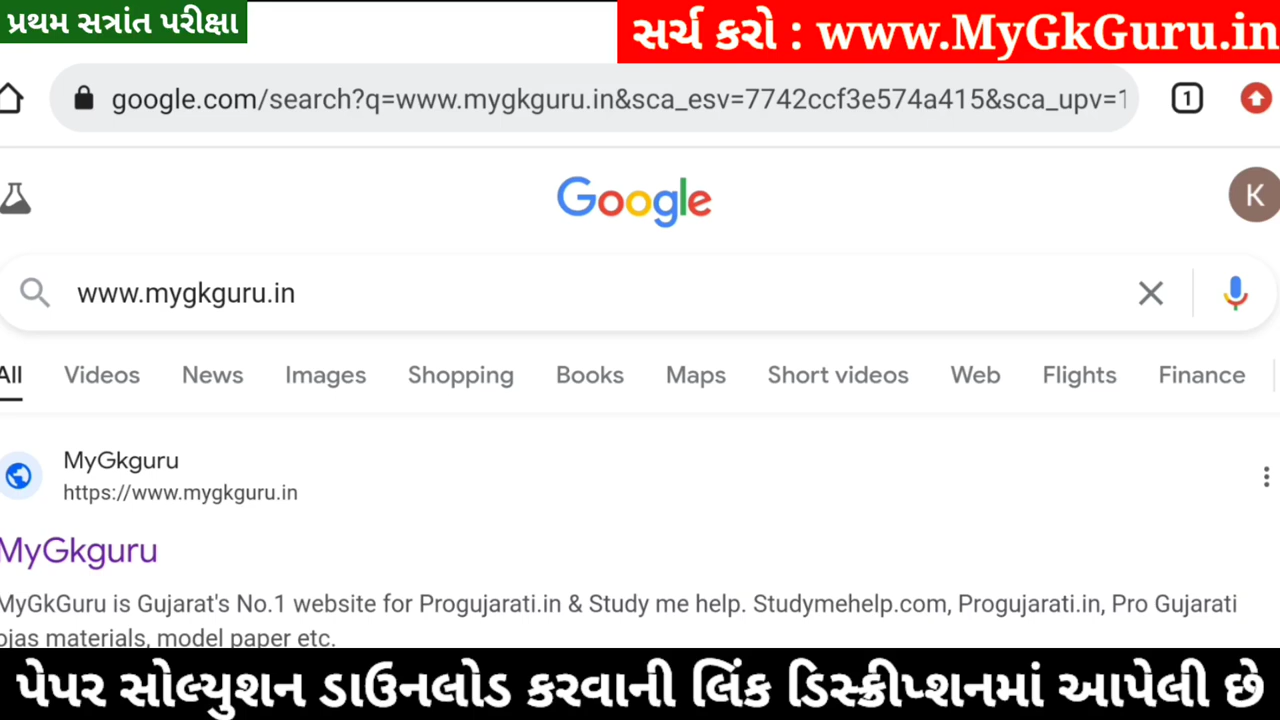 પ્રથમ સત્રાંત પરીક્ષા
સર્ચ કરો : www.MyGkGuru.in
google.com/search?q=www.mygkguru.in&sca_esv=7742ccf3e574a415&sca_upv=1
1
Google
K
www.mygkguru.in
All Videos News Images Shopping Books Maps Short videos Web Flights Finance
MyGkguru
https://www.mygkguru.in
MyGkguru
MyGkGuru is Gujarat's No.1 website for Progujarati.in & Study me help. Studymehelp.com, Progujarati.in, Pro Gujarati
ojas materials, model paper etc.
પેપર સોલ્યુશન ડાઉનલોડ કરવાની લિંક ડિસ્ક્રીપ્શનમાં આપેલી છે